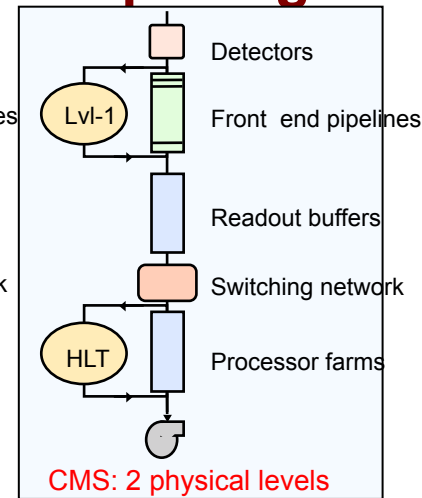 Detectors
Lvl-1
Front end pipelines
Readout buffers
Switching network
HLT
Processor farms
CMS: 2 physical levels